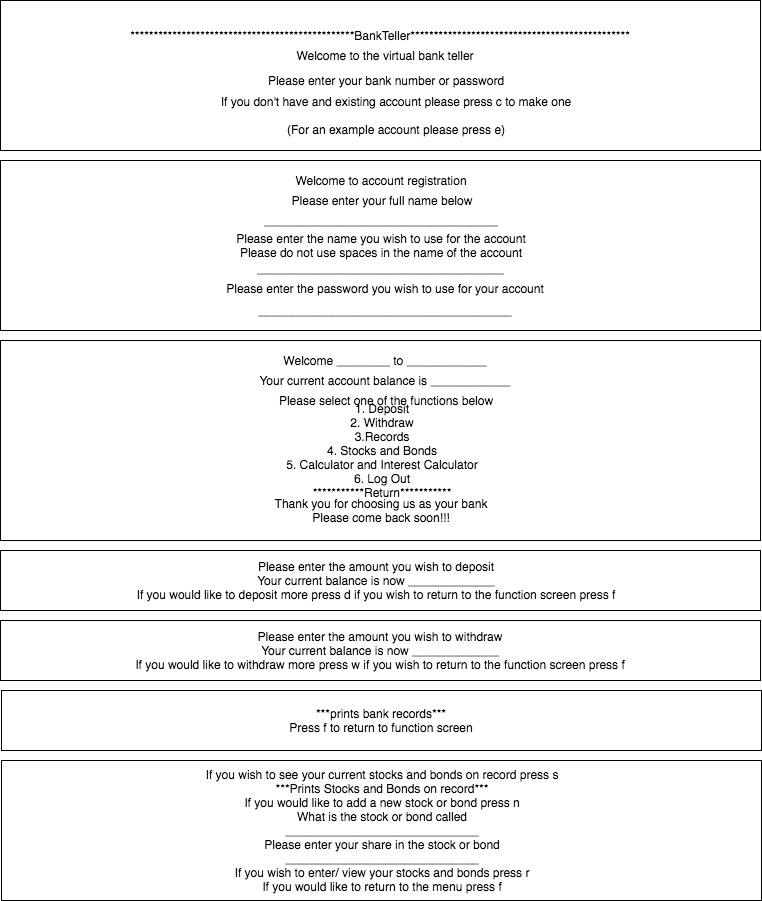 ************************************************BankTeller***********************************************
Welcome to the virtual bank teller
Please enter your bank number or password
If you don't have and existing account please press c to make one
(For an example account please press e)
Welcome to account registration
Please enter your full name below
___________________________________
Please enter the name you wish to use for the account
Please do not use spaces in the name of the account
_____________________________________
Please enter the password you wish to use for your account
______________________________________
Welcome ________ to ____________
Your current account balance is ____________
Please select one of the functions below
1. Deposit
2. Withdraw
3.Records
4. Stocks and Bonds
5. Calculator and Interest Calculator
6. Log Out
***********Return***********
Thank you for choosing us as your bank
Please come back soon!!!
Please enter the amount you wish to deposit
Your current balance is now _____________
If you would like to deposit more press d if you wish to return to the function screen press f
Please enter the amount you wish to withdraw
Your current balance is now _____________
If you would like to withdraw more press w if you wish to return to the function screen press f
***prints bank records***
Press f to return to function screen
If you wish to see your current stocks and bonds on record press s
***Prints Stocks and Bonds on record***
If you would like to add a new stock or bond press n
What is the stock or bond called
_____________________________
Please enter your share in the stock or bond
_____________________________
If you wish to enter/ view your stocks and bonds press r
If you would like to return to the menu press f